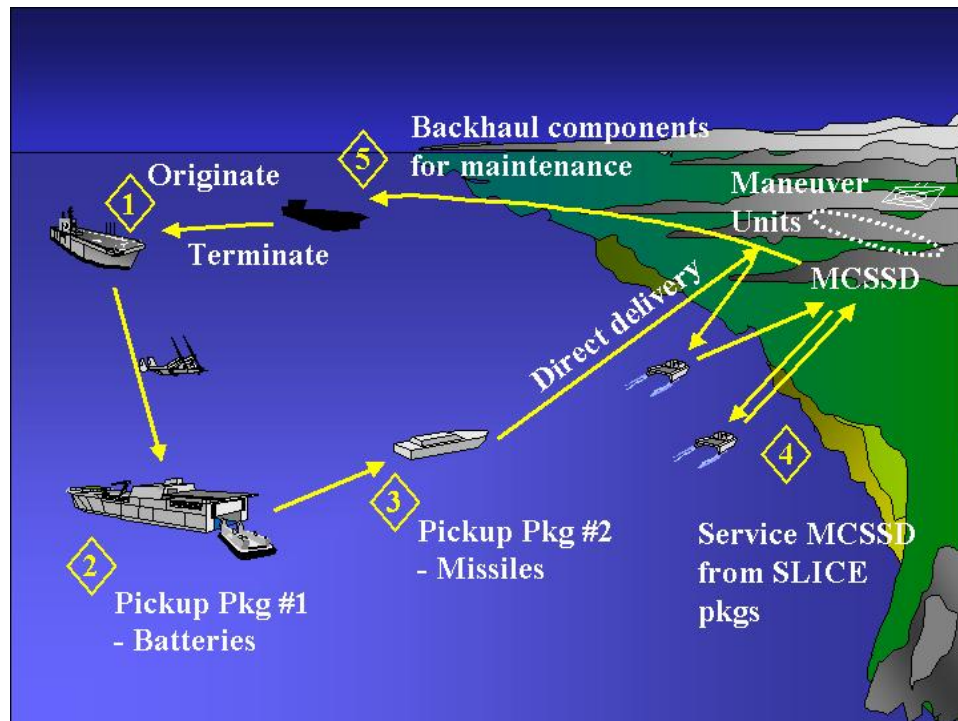 Backhaul components
for maintenance
5
Originate
1
Terminate
Maneuver
Units
MCSSD
Direct delivery
4
3
Pickup Pkg #2
- Missiles
Service MCSSD
from SLICE
pkgs
2
Pickup Pkg #1
- Batteries